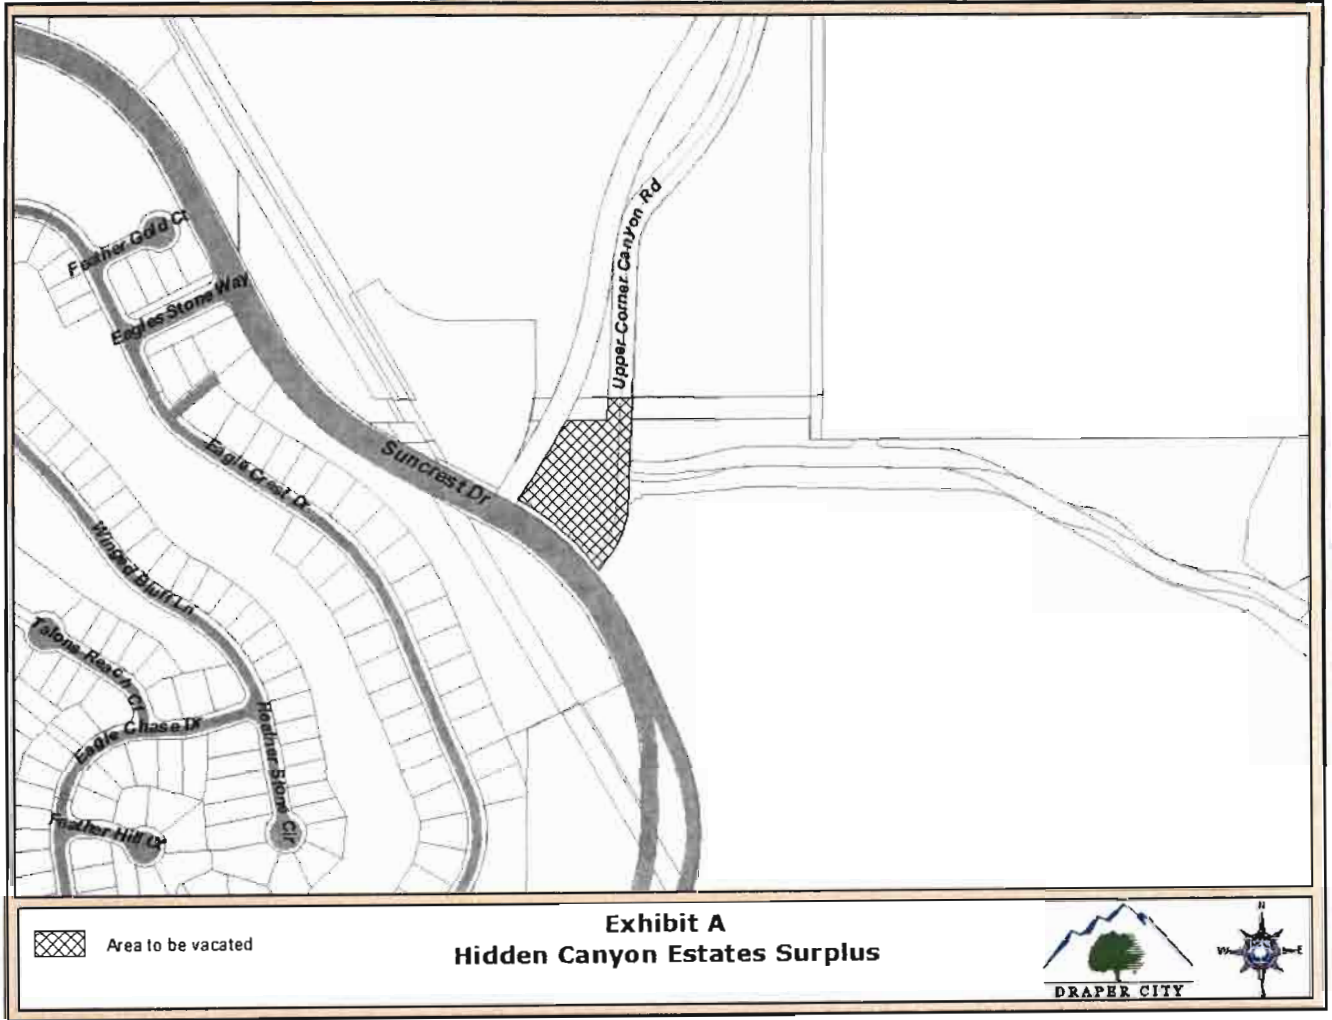 Upper Corner Canyon Rd
Feather Gold Ct
Eagles Stone Way
Suncrest Dr
Eagle Crest Dr
Winged Bluff Ln
Talons Reach Ct
Eagle Chase Dr
Heather Stone Cir
Feather Hill Ct
Area to be vacated
Exhibit A
Hidden Canyon Estates Surplus
DRAPER CITY
N
W
E
S